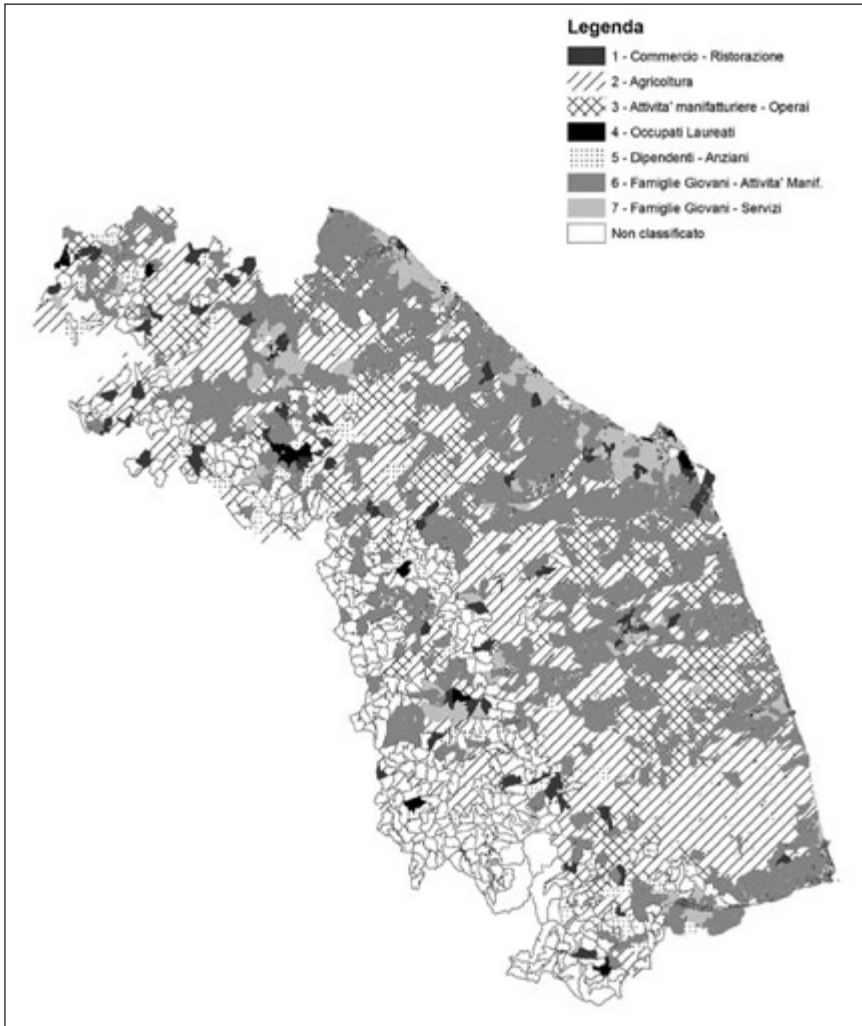 Legenda
1 - Commercio - Ristorazione
2 - Agricoltura
3 - Attivita' manifatturiere - Operai
4 - Occupati Laureati
5 - Dipendenti - Anziani
6 - Famiglie Giovani - Attivita' Manif.
7 - Famiglie Giovani - Servizi
Non classificato